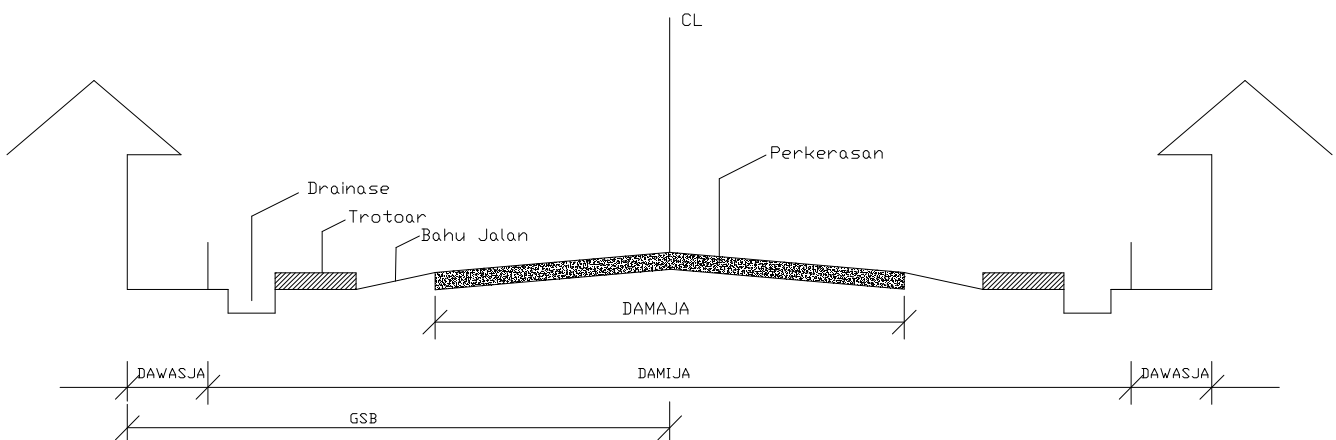 CL
Perkerasan
Drainase
Trotoar
Bahu Jalan
DAMAJA
DAWASJA
DAMIJA
DAWASJA
GSB